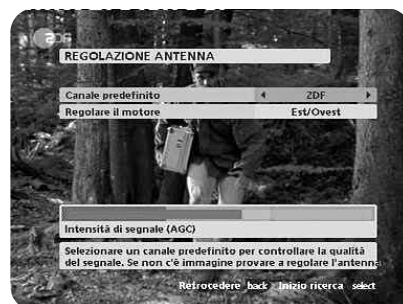 ZDF
REGOLAZIONE ANTENNA
Canale predefinito ZDF
Regolare il motore Est/Ovest
Intensità di segnale (AGC)
Selezionare un canale predefinito per controllare la qualità
del segnale. Se non c'è immagine provare a regolare l'antenna
Retrocedere back Inizio ricerca select